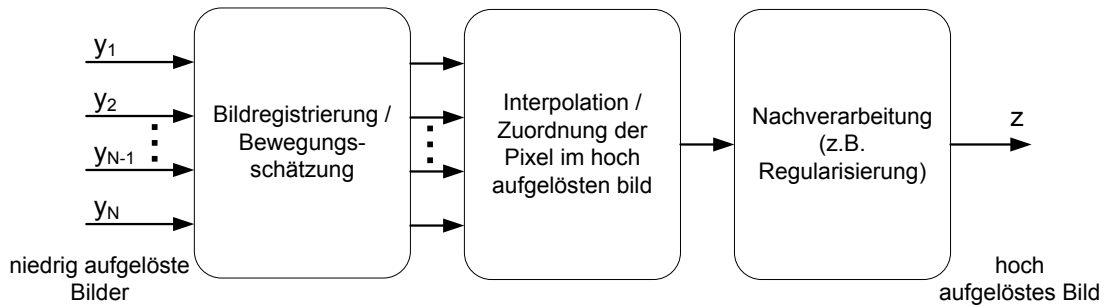 y1
y2
yN-1
yN
niedrig aufgelöste
Bilder
Bildregistrierung /
Bewegungs-
schätzung
Interpolation /
Zuordnung der
Pixel im hoch
aufgelösten bild
Nachverarbeitung
(z.B.
Regularisierung)
z
hoch
aufgelöstes Bild